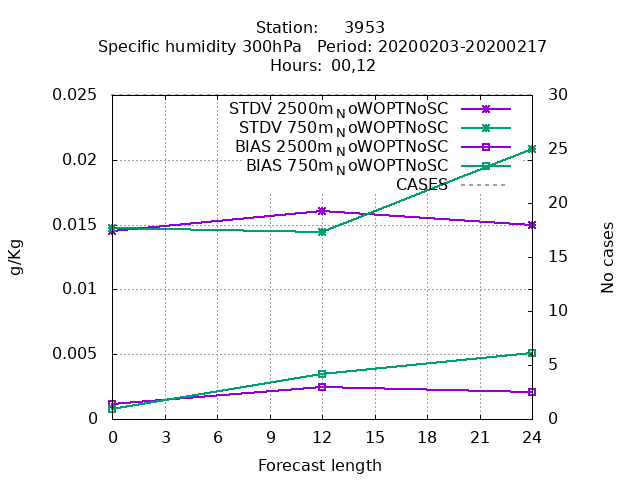 Station: 3953
Specific humidity 300hPa Period: 20200203-20200217
Hours: 00,12
0.025
0.02
0.015
0.01
0.005
0
30
25
20
15
10
5
0
STDV 2500m_NoWOPTNoSC
STDV 750m_NoWOPTNoSC
BIAS 2500m_NoWOPTNoSC
BIAS 750m_NoWOPTNoSC
CASES
g/Kg
No cases
0 3 6 9 12 15 18 21 24
Forecast length